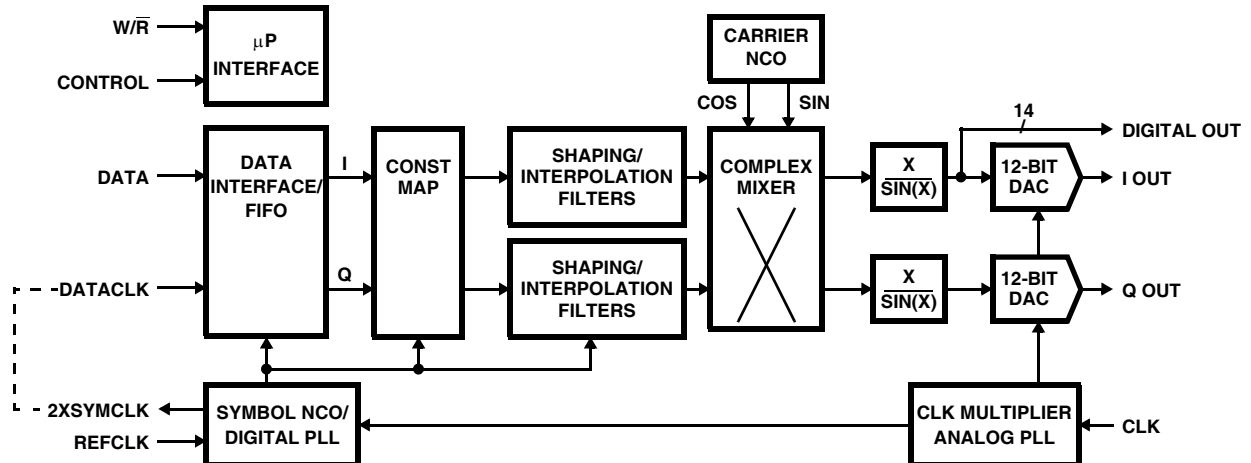 W/R̅
CONTROL
μP
INTERFACE
CARRIER
NCO
COS
SIN
14
DIGITAL OUT
DATA
DATA
INTERFACE/
FIFO
I
CONST
MAP
SHAPING/
INTERPOLATION
FILTERS
COMPLEX
MIXER
X
SIN(X)
12-BIT
DAC
I OUT
DATACLK
Q
SHAPING/
INTERPOLATION
FILTERS
X
SIN(X)
12-BIT
DAC
Q OUT
2XSYMCLK
REFCLK
SYMBOL NCO/
DIGITAL PLL
CLK MULTIPLIER
ANALOG PLL
CLK